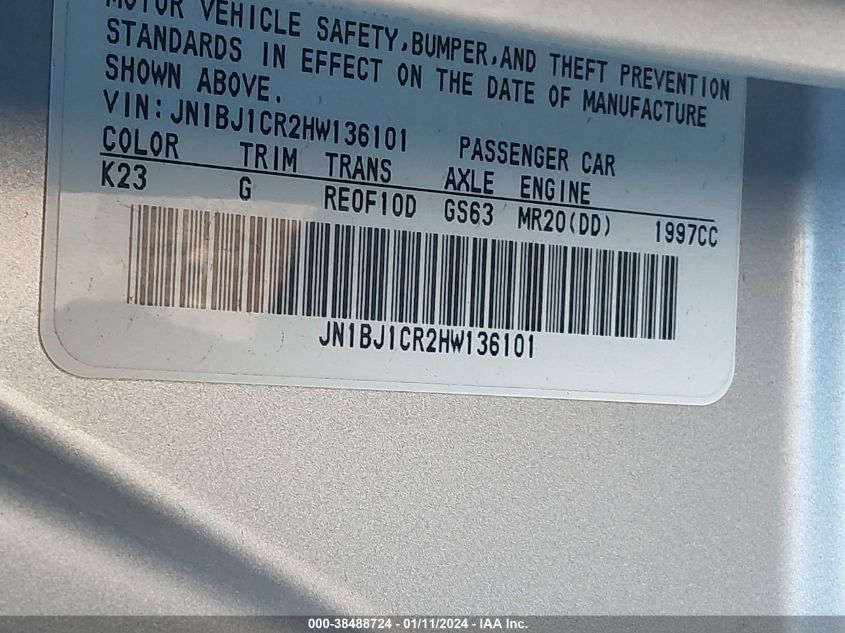 MOTOR VEHICLE SAFETY, BUMPER, AND THEFT PREVENTION
STANDARDS IN EFFECT ON THE DATE OF MANUFACTURE
SHOWN ABOVE.
VIN: JN1BJ1CR2HW136101 PASSENGER CAR
COLOR TRIM TRANS AXLE ENGINE
K23 G RE0F10D GS63 MR20(DD) 1997CC
JN1BJ1CR2HW136101
000-38488724 - 01/11/2024 - IAA Inc.